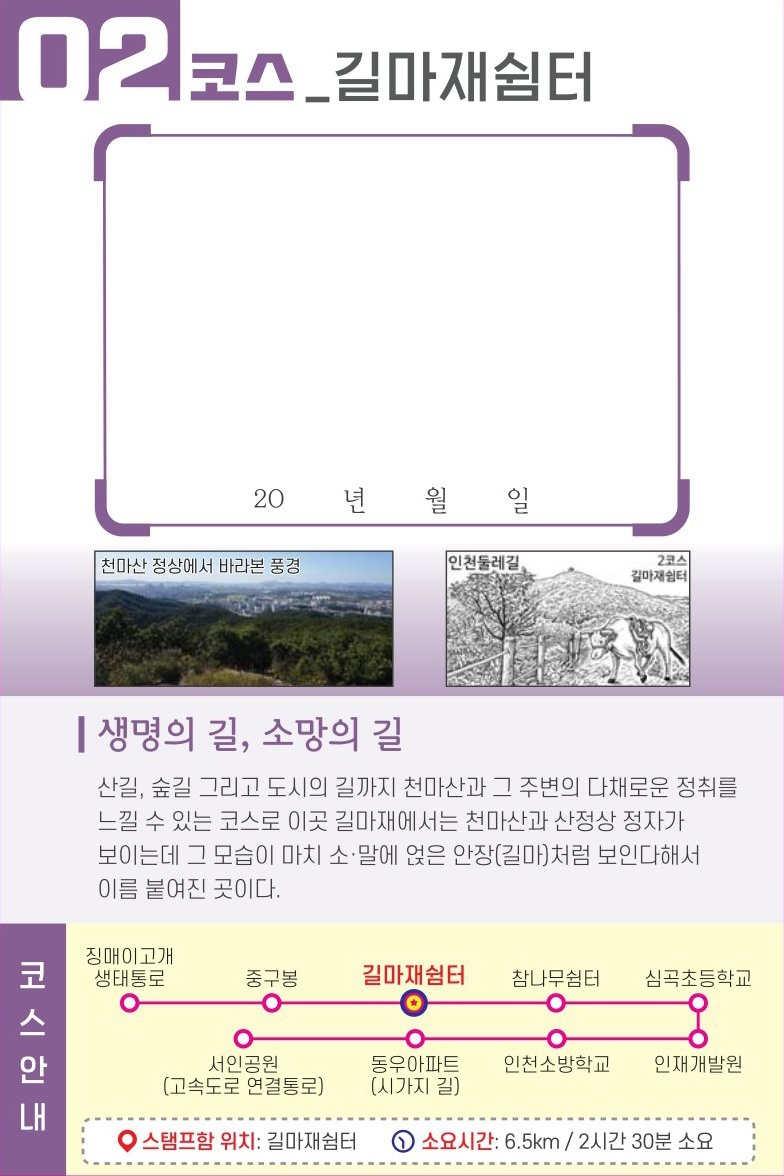 02코스_길마재쉼터
20 년 월 일
천마산 정상에서 바라본 풍경
인천둘레길
2코스
길마재쉼터
생명의 길, 소망의 길
산길, 숲길 그리고 도시의 길까지 천마산과 그 주변의 다채로운 정취를
느낄 수 있는 코스로 이곳 길마재에서는 천마산과 산정상 정자가
보이는데 그 모습이 마치 소·말에 얹은 안장(길마)처럼 보인다해서
이름 붙여진 곳이다.
코스안내
징매이고개
생태통로
중구봉
길마재쉼터
참나무쉼터
심곡초등학교
서인공원
(고속도로 연결통로)
동우아파트
(시가지 길)
인천소방학교
인재개발원
스탬프함 위치: 길마재쉼터
소요시간: 6.5km / 2시간 30분 소요